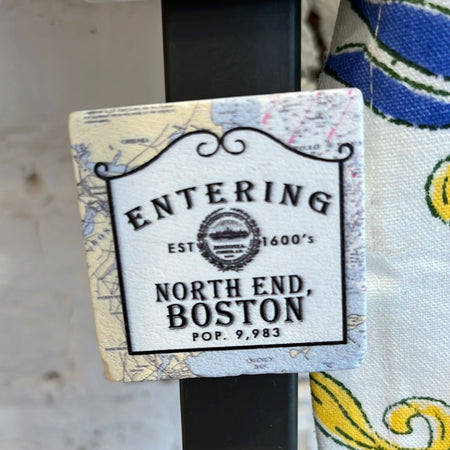 ENTERING
EST 1600's
NORTH END,
BOSTON
POP. 9,983